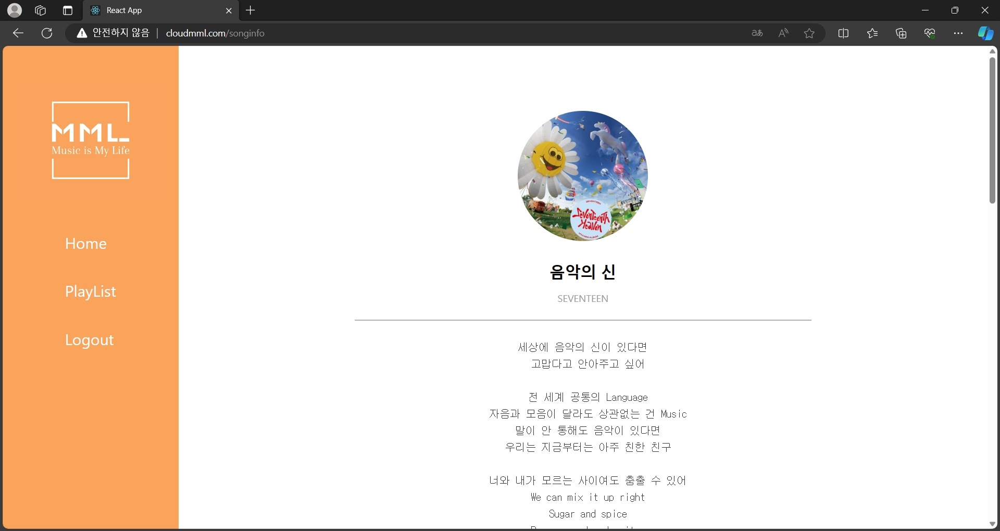 React App
안전하지 않음 | cloudmml.com/songinfo
MML
Music is My Life
Home
PlayList
Logout
SEVENTEEN
Seventeenth
Heaven
11TH MINI ALBUM
음악의 신
SEVENTEEN
세상에 음악의 신이 있다면
고맙다고 안아주고 싶어
전 세계 공통의 Language
자음과 모음이 달라도 상관없는 건 Music
말이 안 통해도 음악이 있다면
우리는 지금부터는 아주 친한 친구
너와 내가 모르는 사이여도 춤출 수 있어
We can mix it up right
Sugar and spice